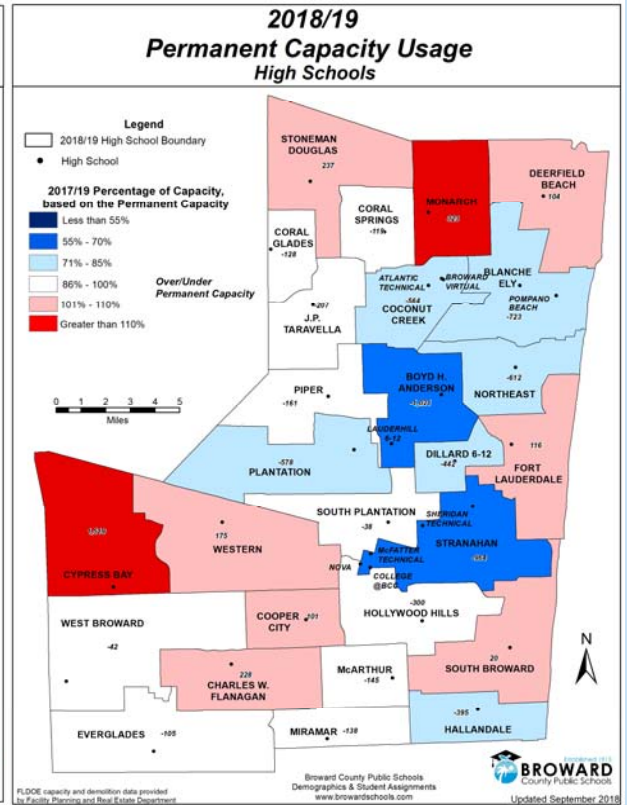 2018/19
Permanent Capacity Usage
High Schools
Legend
2018/19 High School Boundary
High School
2017/19 Percentage of Capacity,
based on the Permanent Capacity
Less than 55%
55% - 70%
71% - 85%
86% - 100%
101% - 110%
Greater than 110%
Over/Under
Permanent Capacity
0 1 2 3 4 5
Miles
STONEMAN
DOUGLAS
237
MONARCH
DEERFIELD
BEACH
104
CORAL
SPRINGS
-119
CORAL
GLADES
-128
ATLANTIC
TECHNICAL
BROWARD
VIRTUAL
-564
COCONUT
CREEK
BLANCHE
ELY
POMPANO
BEACH
-723
-207
J.P.
TARAVELLA
BOYD H.
ANDERSON
-612
NORTHEAST
PIPER
-161
LAUDERHILL
6-12
-578
PLANTATION
DILLARD 6-12
-442
116
FORT
LAUDERDALE
SOUTH PLANTATION
-38
SHERIDAN
TECHNICAL
STRANAHAN
175
WESTERN
CYPRESS BAY
NOVA
McFATTER
TECHNICAL
COLLEGE
@BCC
-300
HOLLYWOOD HILLS
WEST BROWARD
-42
COOPER
CITY
101
228
CHARLES W.
FLANAGAN
McARTHUR
-145
20
SOUTH BROWARD
N
EVERGLADES
-105
MIRAMAR
-138
-395
HALLANDALE
FLDOE capacity and demolition data provided
by Facility Planning and Real Estate Department
Broward County Public Schools
Demographics & Student Assignments
www.browardschools.com
BROWARD
County Public Schools
Updated September 2018